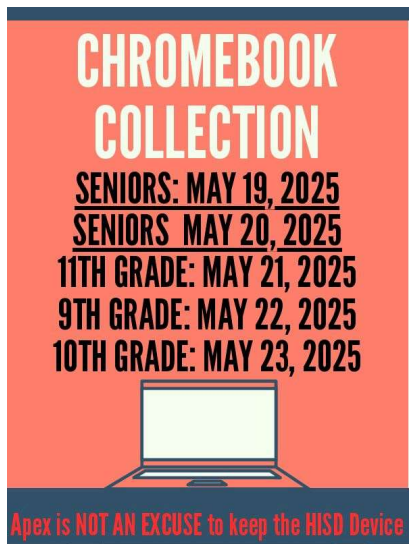 CHROMEBOOK
COLLECTION
SENIORS: MAY 19, 2025
SENIORS MAY 20, 2025
11TH GRADE: MAY 21, 2025
9TH GRADE: MAY 22, 2025
10TH GRADE: MAY 23, 2025
Apex is NOT AN EXCUSE to keep the HISD Device